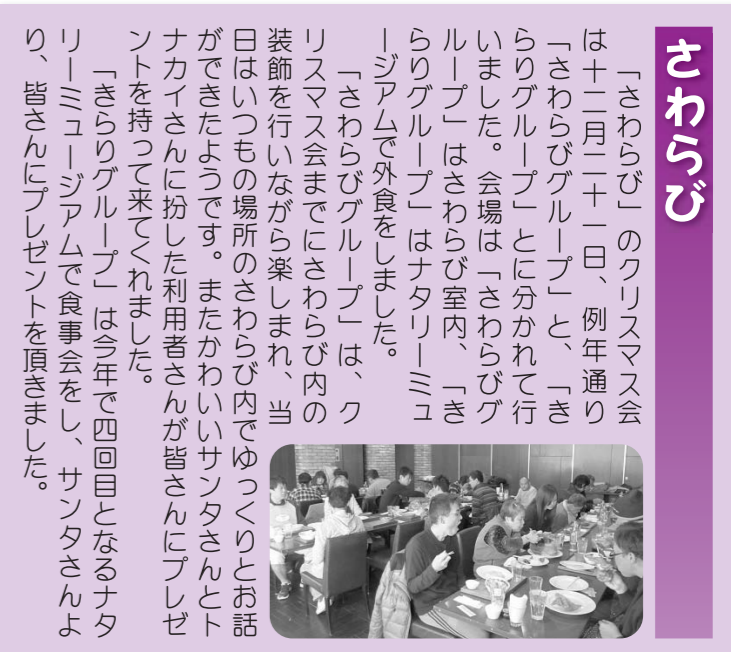 さわらび
「さわらび」のクリスマス会
は十二月二十一日、例年通り
「さわらびグループ」と、「き
らりグループ」とに分かれて行
いました。会場は「さわらびグ
ループ」はさわらび室内、「き
らりグループ」はナタリーミュ
ージアムで外食をしました。
「さわらびグループ」は、ク
リスマス会までにさわらび内の
装飾を行いながら楽しまれ、当
日はいつもの場所のさわらび内でゆっくりとお話
ができたようです。またかわいいサンタさんとト
ナカイさんに扮した利用者さんが皆さんにプレゼ
ントを持って来てくれました。
「きらりグループ」は今年で四回目となるナタ
リーミュージアムで食事会をし、サンタさんよ
り、皆さんにプレゼントを頂きました。